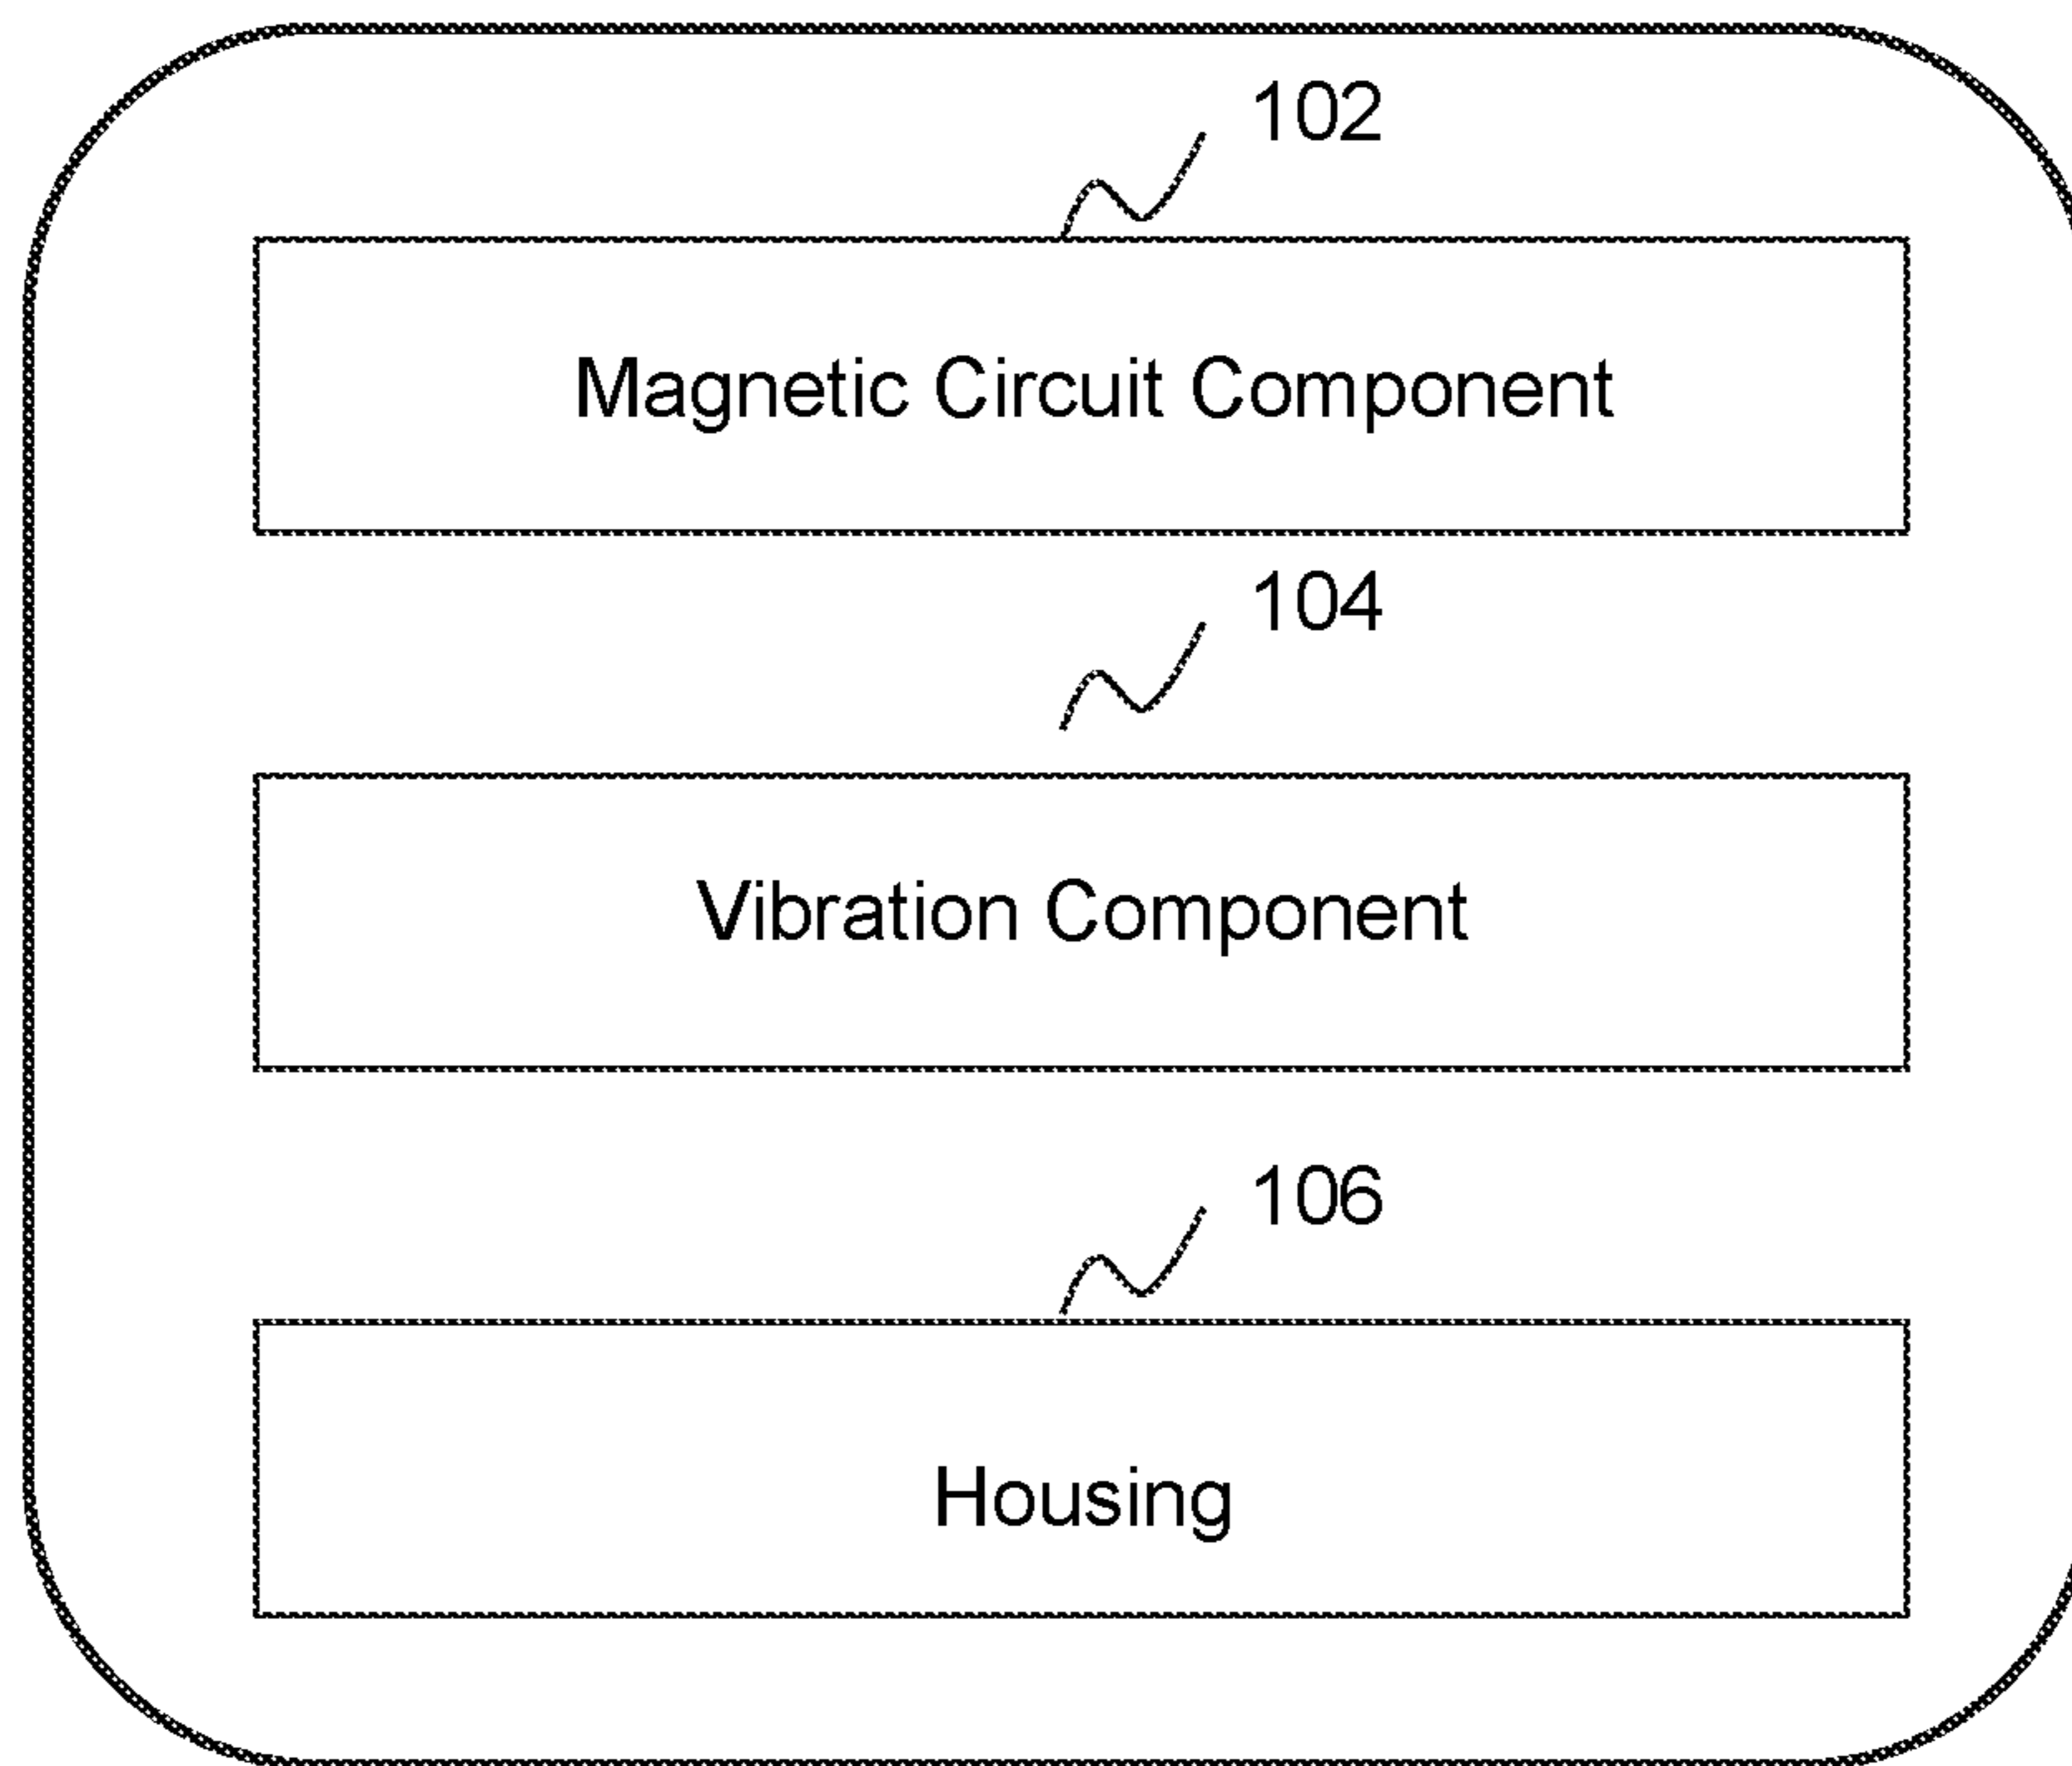 102
Magnetic Circuit Component
104
Vibration Component
106
Housing